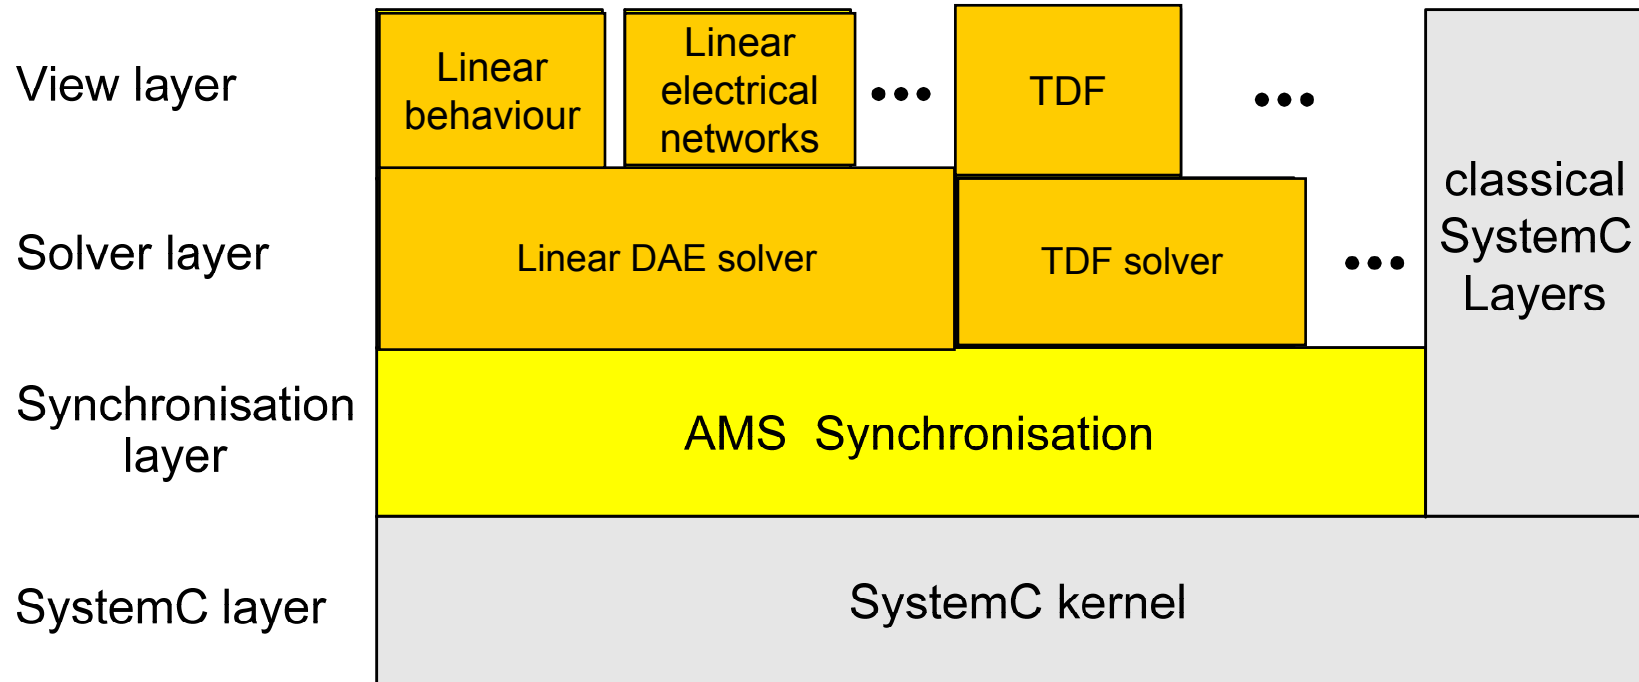 View layer
Linear
behaviour
Linear
electrical
networks
•••
TDF
•••
classical
SystemC
Layers
Solver layer
Linear DAE solver
TDF solver
•••
Synchronisation
layer
AMS  Synchronisation
SystemC layer
SystemC kernel